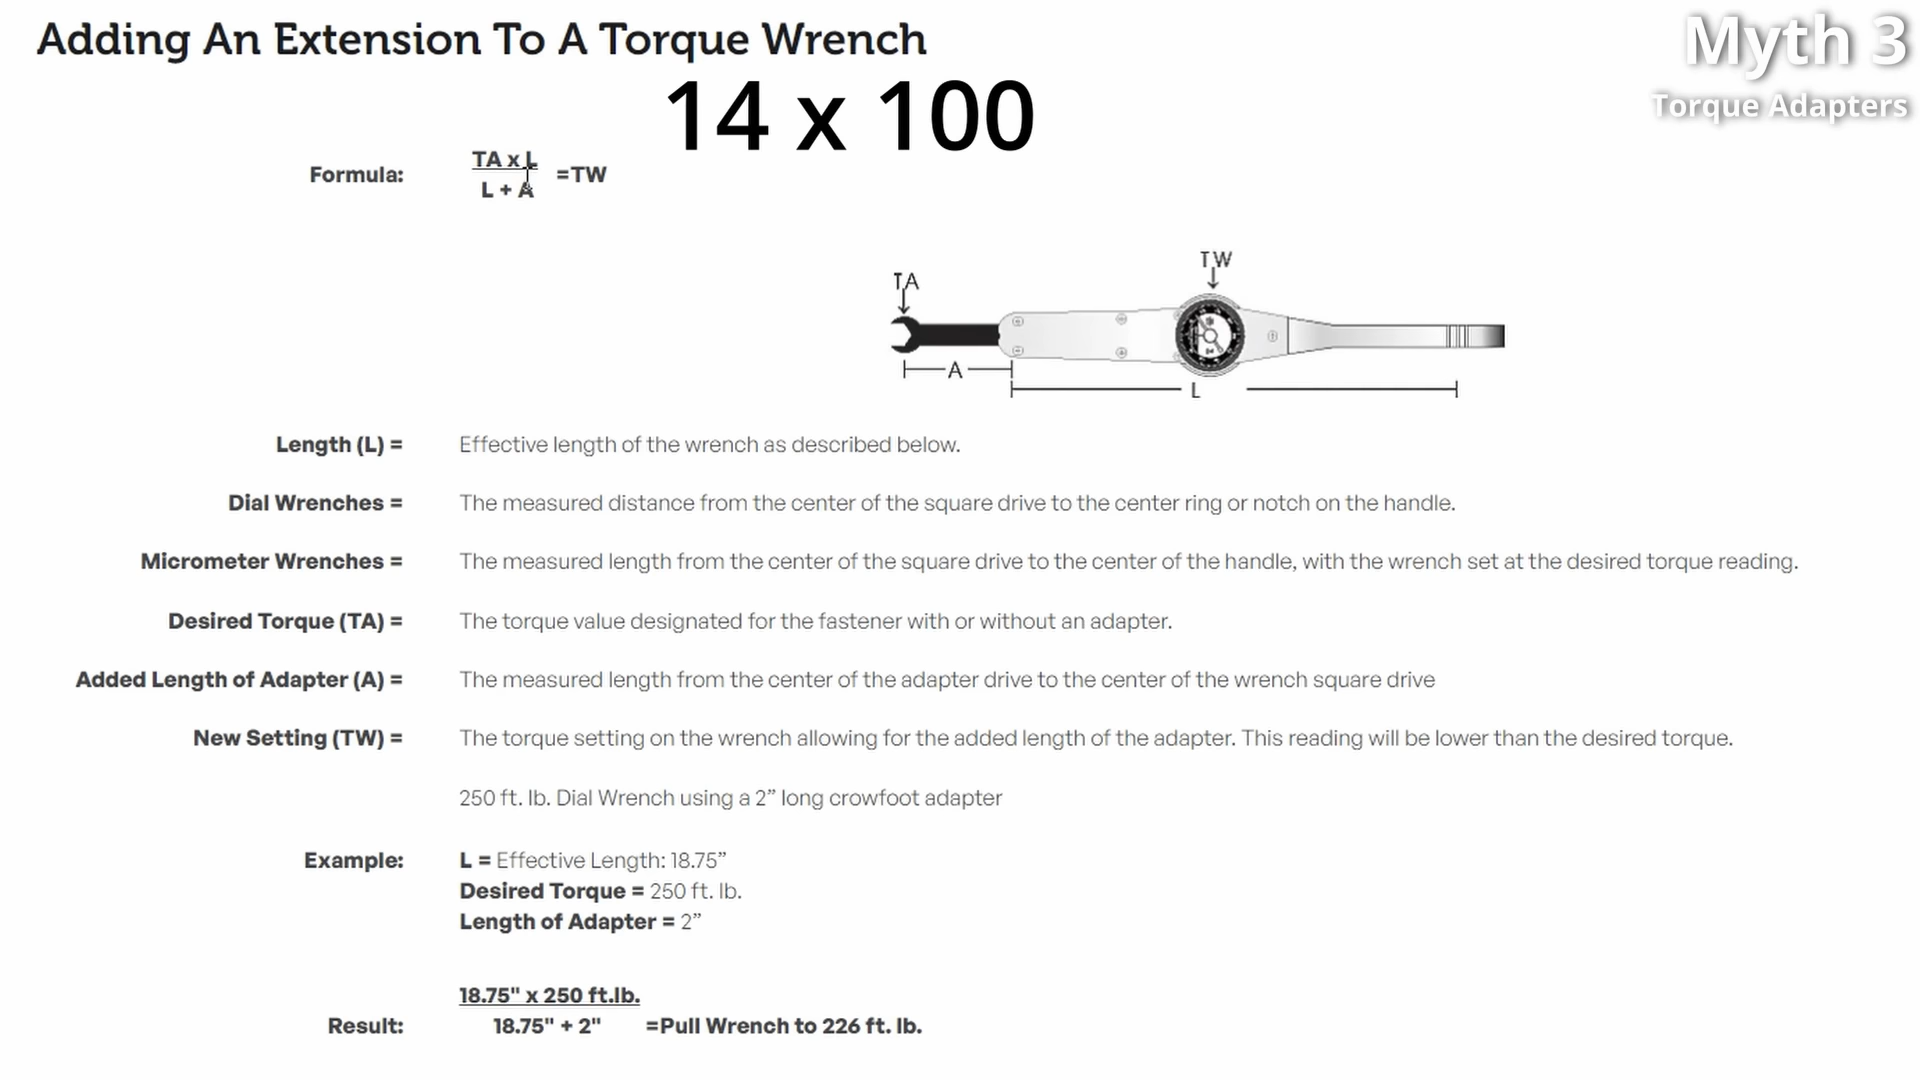 Adding An Extension To A Torque Wrench
Myth 3
Torque Adapters
14 x 100
Formula:
TA x L
L + A
=TW
TA
TW
A
L
Length (L) =
Effective length of the wrench as described below.
Dial Wrenches =
The measured distance from the center of the square drive to the center ring or notch on the handle.
Micrometer Wrenches =
The measured length from the center of the square drive to the center of the handle, with the wrench set at the desired torque reading.
Desired Torque (TA) =
The torque value designated for the fastener with or without an adapter.
Added Length of Adapter (A) =
The measured length from the center of the adapter drive to the center of the wrench square drive
New Setting (TW) =
The torque setting on the wrench allowing for the added length of the adapter. This reading will be lower than the desired torque.
250 ft. lb. Dial Wrench using a 2” long crowfoot adapter
Example:
L = Effective Length: 18.75”
Desired Torque = 250 ft. lb.
Length of Adapter = 2”
Result:
18.75" x 250 ft.lb.
18.75" + 2"
=Pull Wrench to 226 ft. lb.